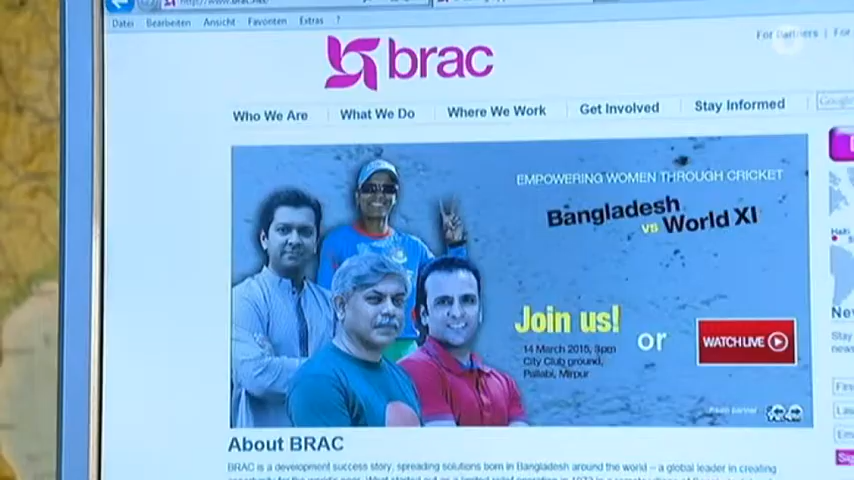 Datei Bearbeiten Ansicht Favoriten Extras ?
For Partners | For
brac
Who We Are What We Do Where We Work Get Involved Stay Informed
Google
EMPOWERING WOMEN THROUGH CRICKET
Bangladesh
vs World XI
Join us! or WATCH LIVE
14 March 2015, 3pm
City Club ground,
Pallabi, Mirpur
About BRAC
BRAC is a development success story, spreading solutions born in Bangladesh around the world – a global leader in creating